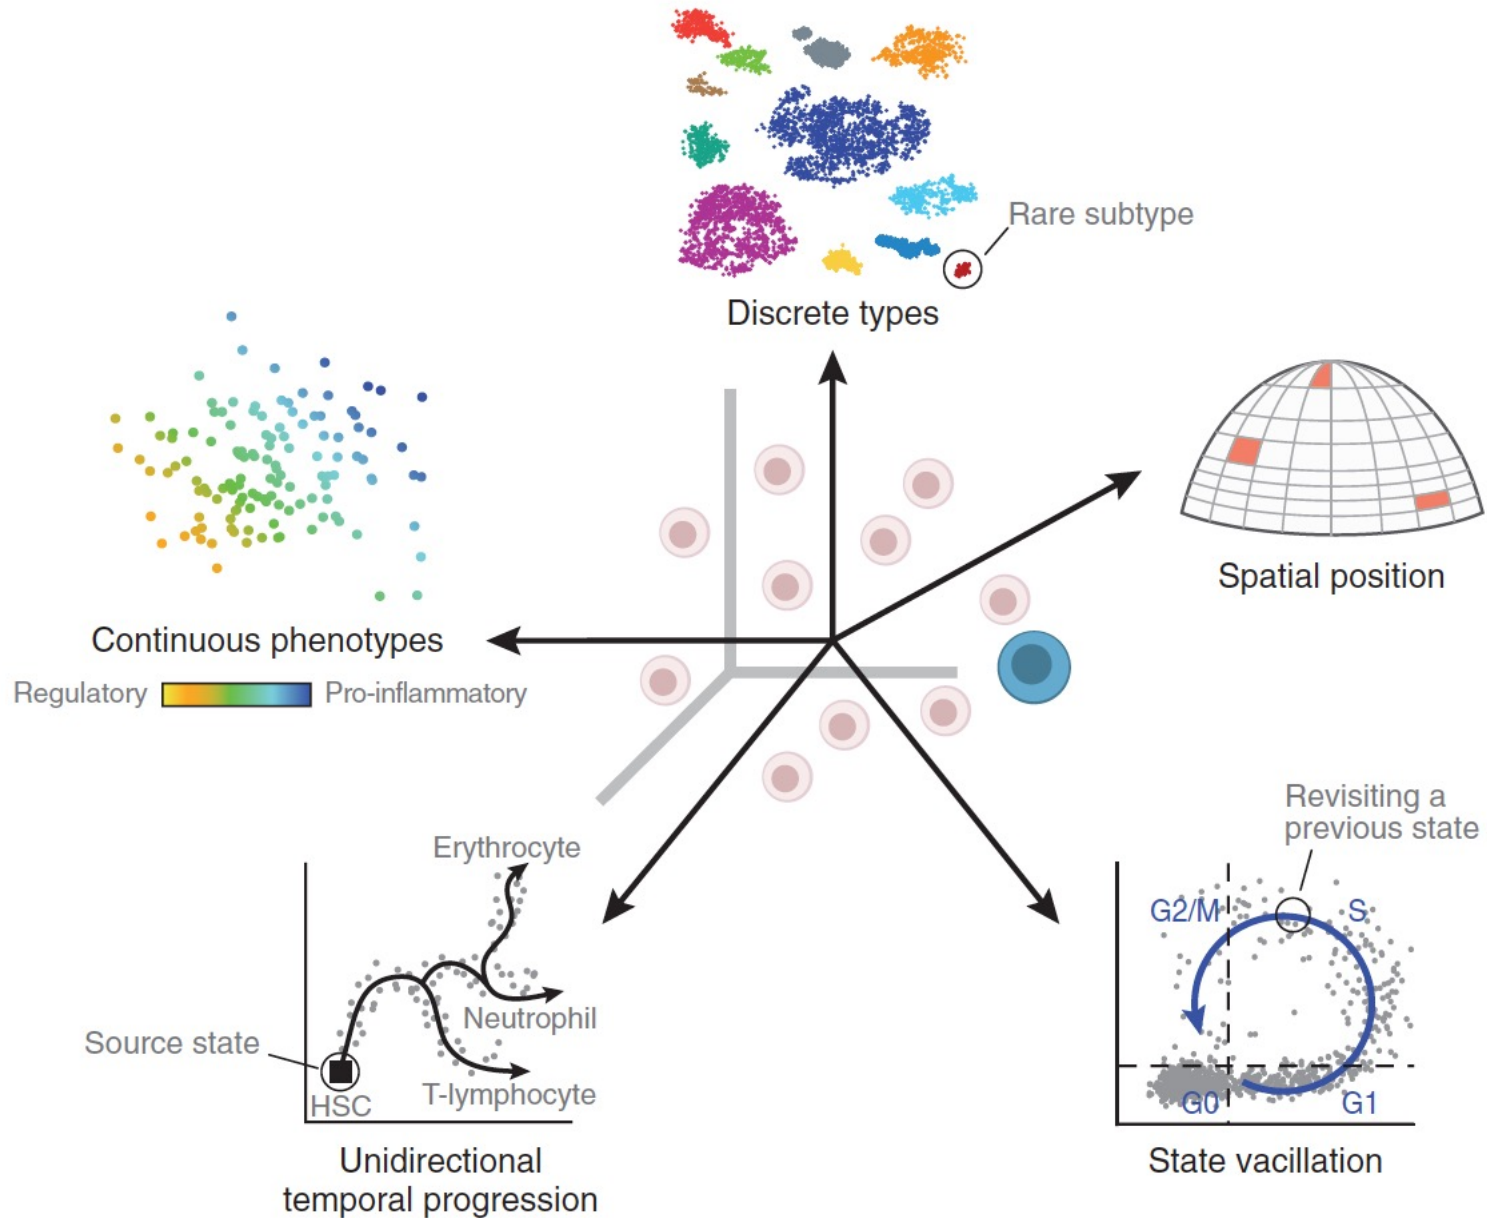 Rare subtype
Discrete types
Spatial position
Continuous phenotypes
Regulatory
Pro-inflammatory
Revisiting a
previous state
G2/M
S
G0
G1
State vacillation
Erythrocyte
Neutrophil
Source state
T-lymphocyte
HSC
Unidirectional
temporal progression